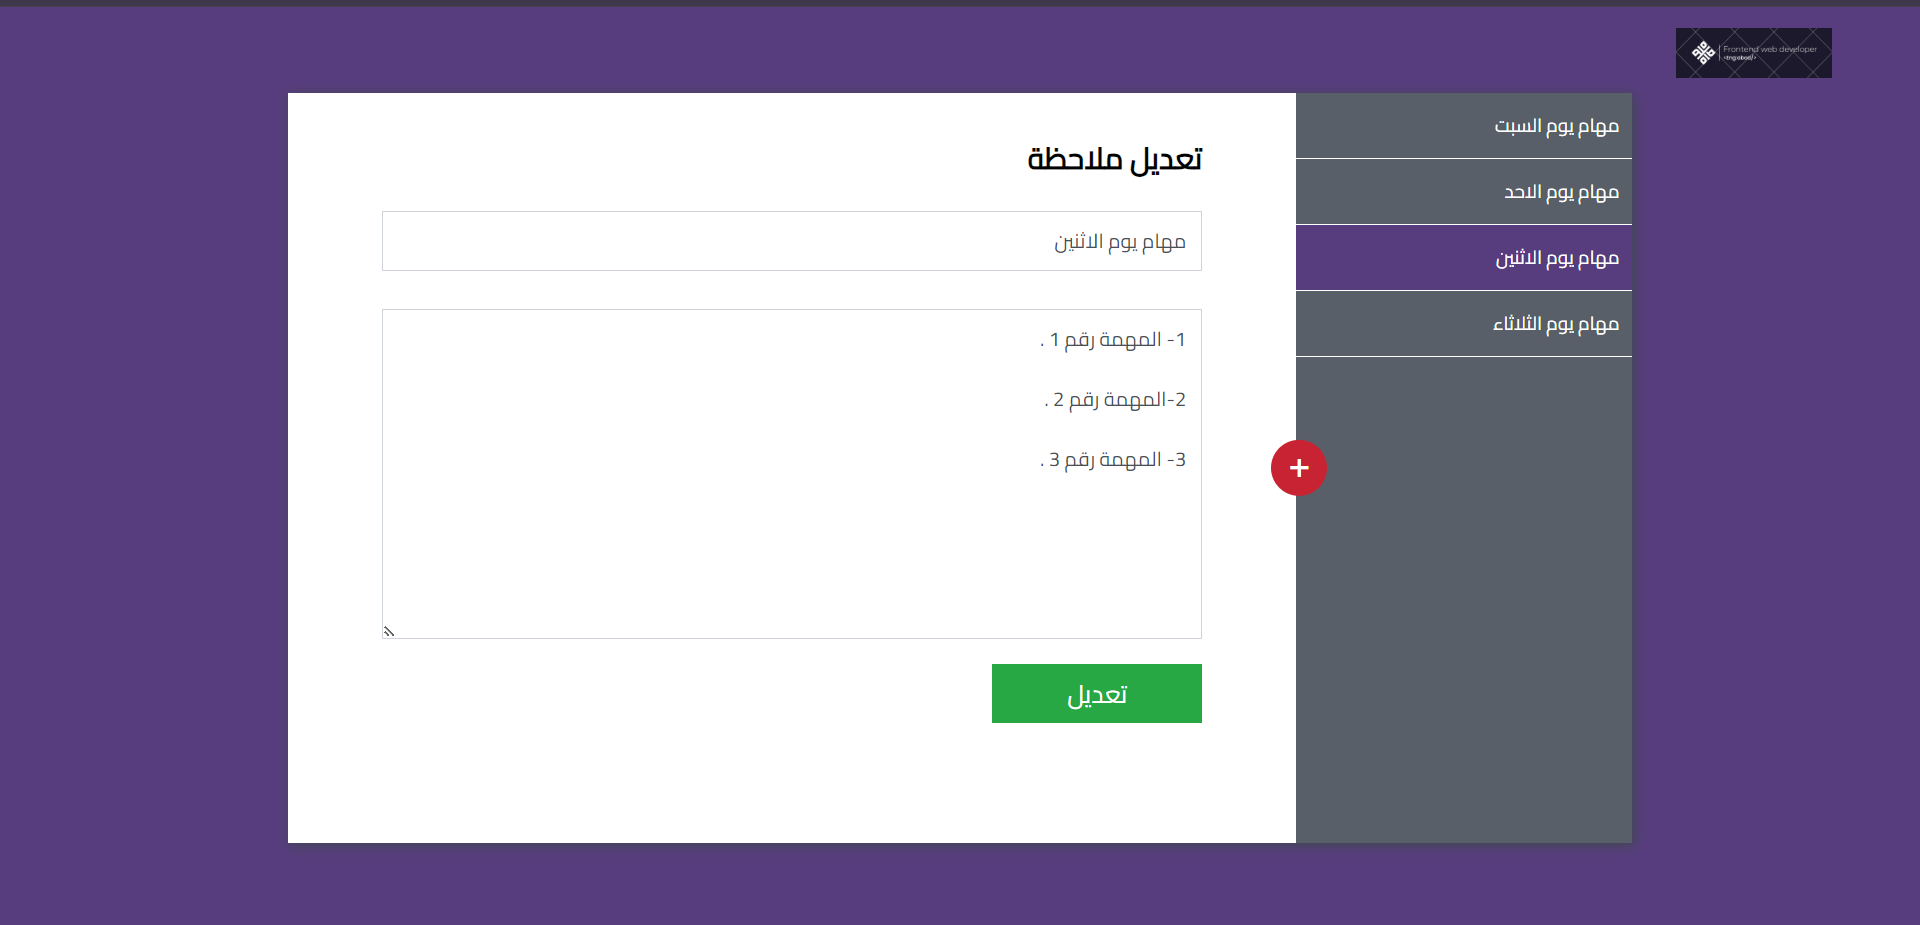 Frontend web developer
مهام يوم السبت
مهام يوم الاحد
مهام يوم الاثنين
مهام يوم الثلاثاء
تعديل ملاحظة
مهام يوم الاثنين
1- المهمة رقم 1 .
2-المهمة رقم 2 .
3- المهمة رقم 3 .
+
تعديل